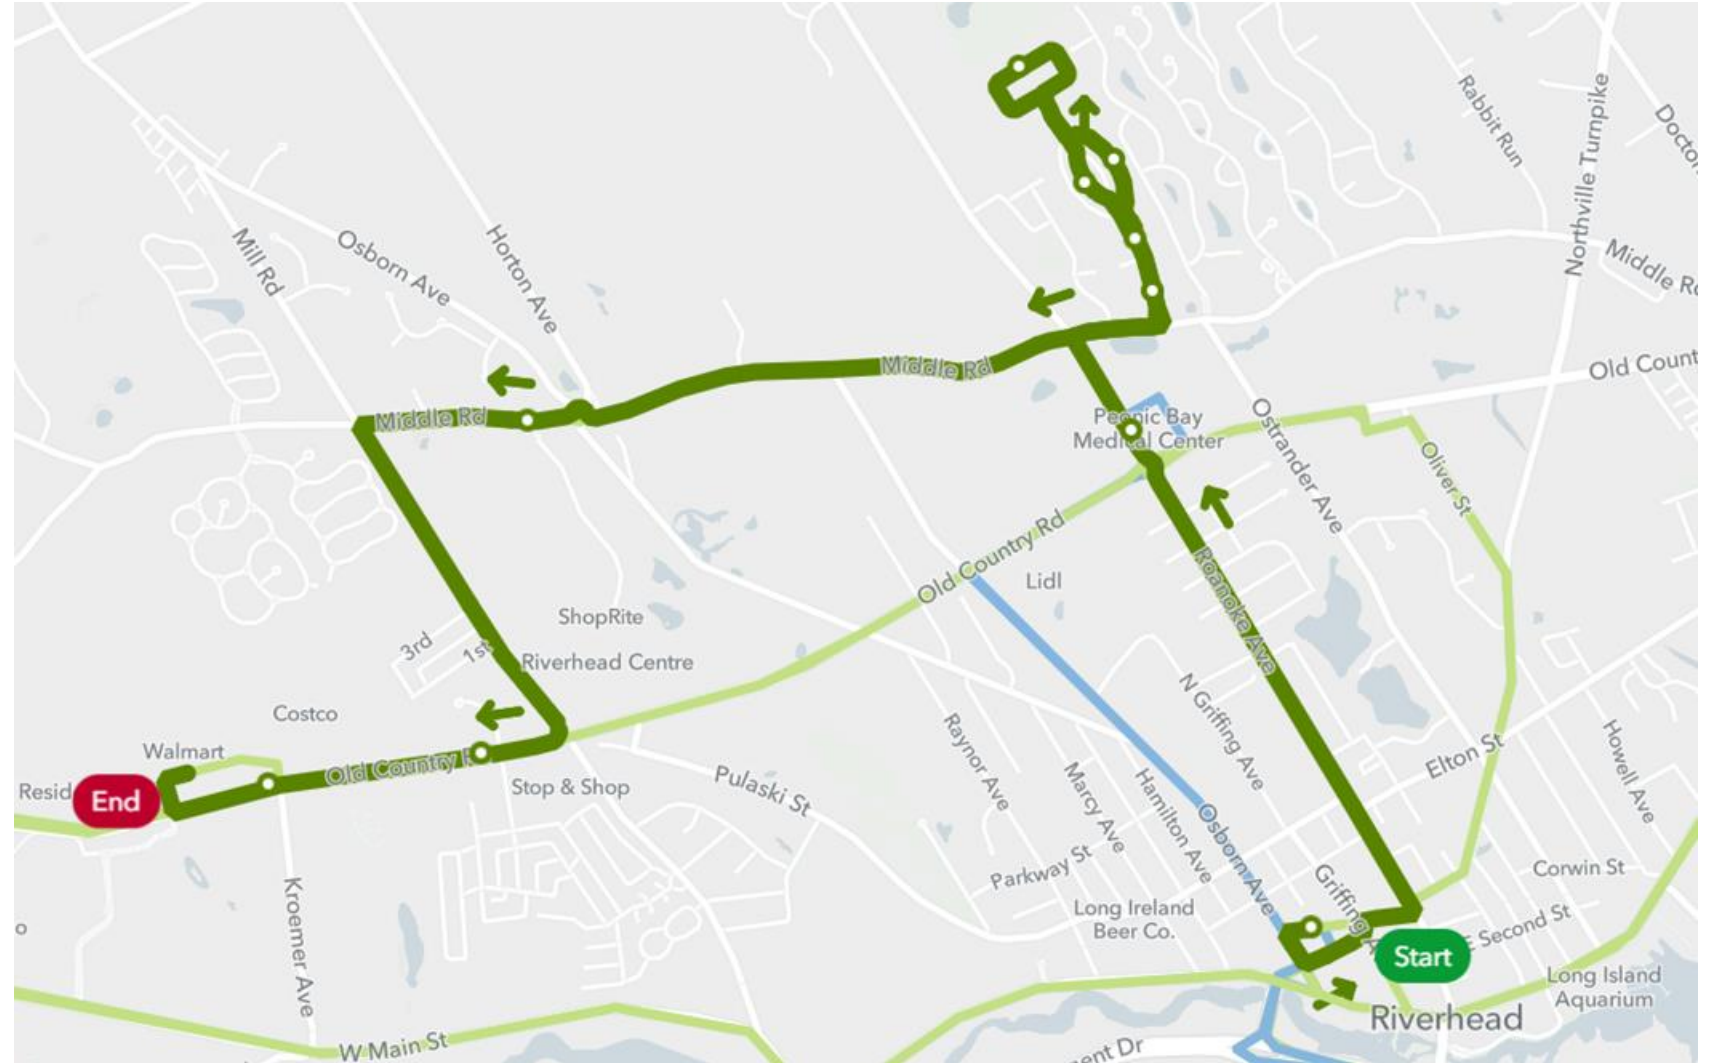 Rabbit Run
Northville Turnpike
Middle Rd
Mill Rd
Osborn Ave
Horton Ave
Middle Rd
Old Count
Middle Rd
Peconic Bay
Medical Center
Ostrander Ave
Oliver St
Old Country Rd
Lidl
Roanoke Ave
ShopRite
3rd
1st
Riverhead Centre
N Griffing Ave
Costco
Walmart
Elton St
Howell Ave
Raynor Ave
Old Country R
Resid
End
Stop & Shop
Pulaski St
Marcy Ave
Hamilton Ave
Osborn Ave
Parkway St
Corwin St
Griffing A
Kroemer Ave
Long Ireland
Beer Co.
E Second St
o
Start
Long Island
Aquarium
Riverhead
W Main St
ent Dr